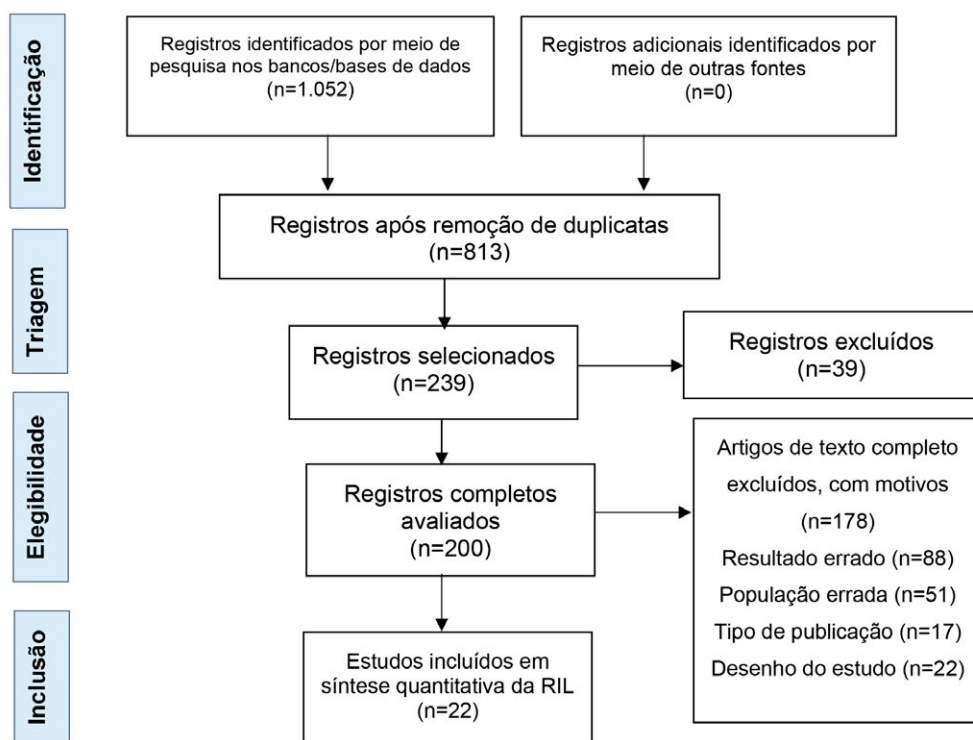 Identificação
Registros identificados por meio de
pesquisa nos bancos/bases de dados
(n=1.052)
Registros adicionais identificados por
meio de outras fontes
(n=0)
Registros após remoção de duplicatas
(n=813)
Triagem
Registros selecionados
(n=239)
Registros excluídos
(n=39)
Elegibilidade
Registros completos
avaliados
(n=200)
Artigos de texto completo
excluídos, com motivos
(n=178)
Resultado errado (n=88)
População errada (n=51)
Tipo de publicação (n=17)
Desenho do estudo (n=22)
Inclusão
Estudos incluídos em
síntese quantitativa da RIL
(n=22)